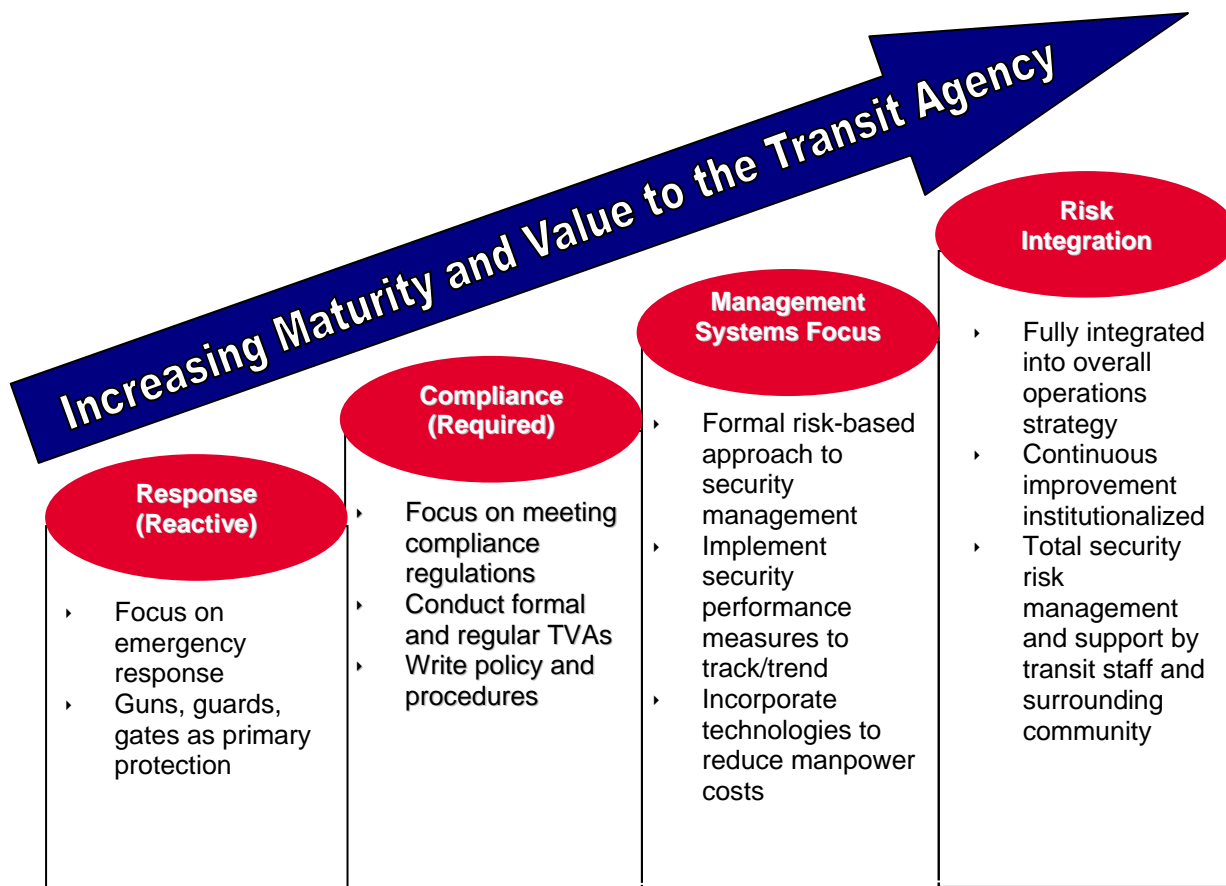 Increasing Maturity and Value to the Transit Agency
Response
(Reactive)
‣ Focus on
emergency
response
‣ Guns, guards,
gates as primary
protection
Compliance
(Required)
‣ Focus on meeting
compliance
regulations
‣ Conduct formal
and regular TVAs
‣ Write policy and
procedures
Management
Systems Focus
‣ Formal risk-based
approach to
security
management
‣ Implement
security
performance
measures to
track/trend
‣ Incorporate
technologies to
reduce manpower
costs
Risk
Integration
‣ Fully integrated
into overall
operations
strategy
‣ Continuous
improvement
institutionalized
‣ Total security
risk
management
and support by
transit staff and
surrounding
community